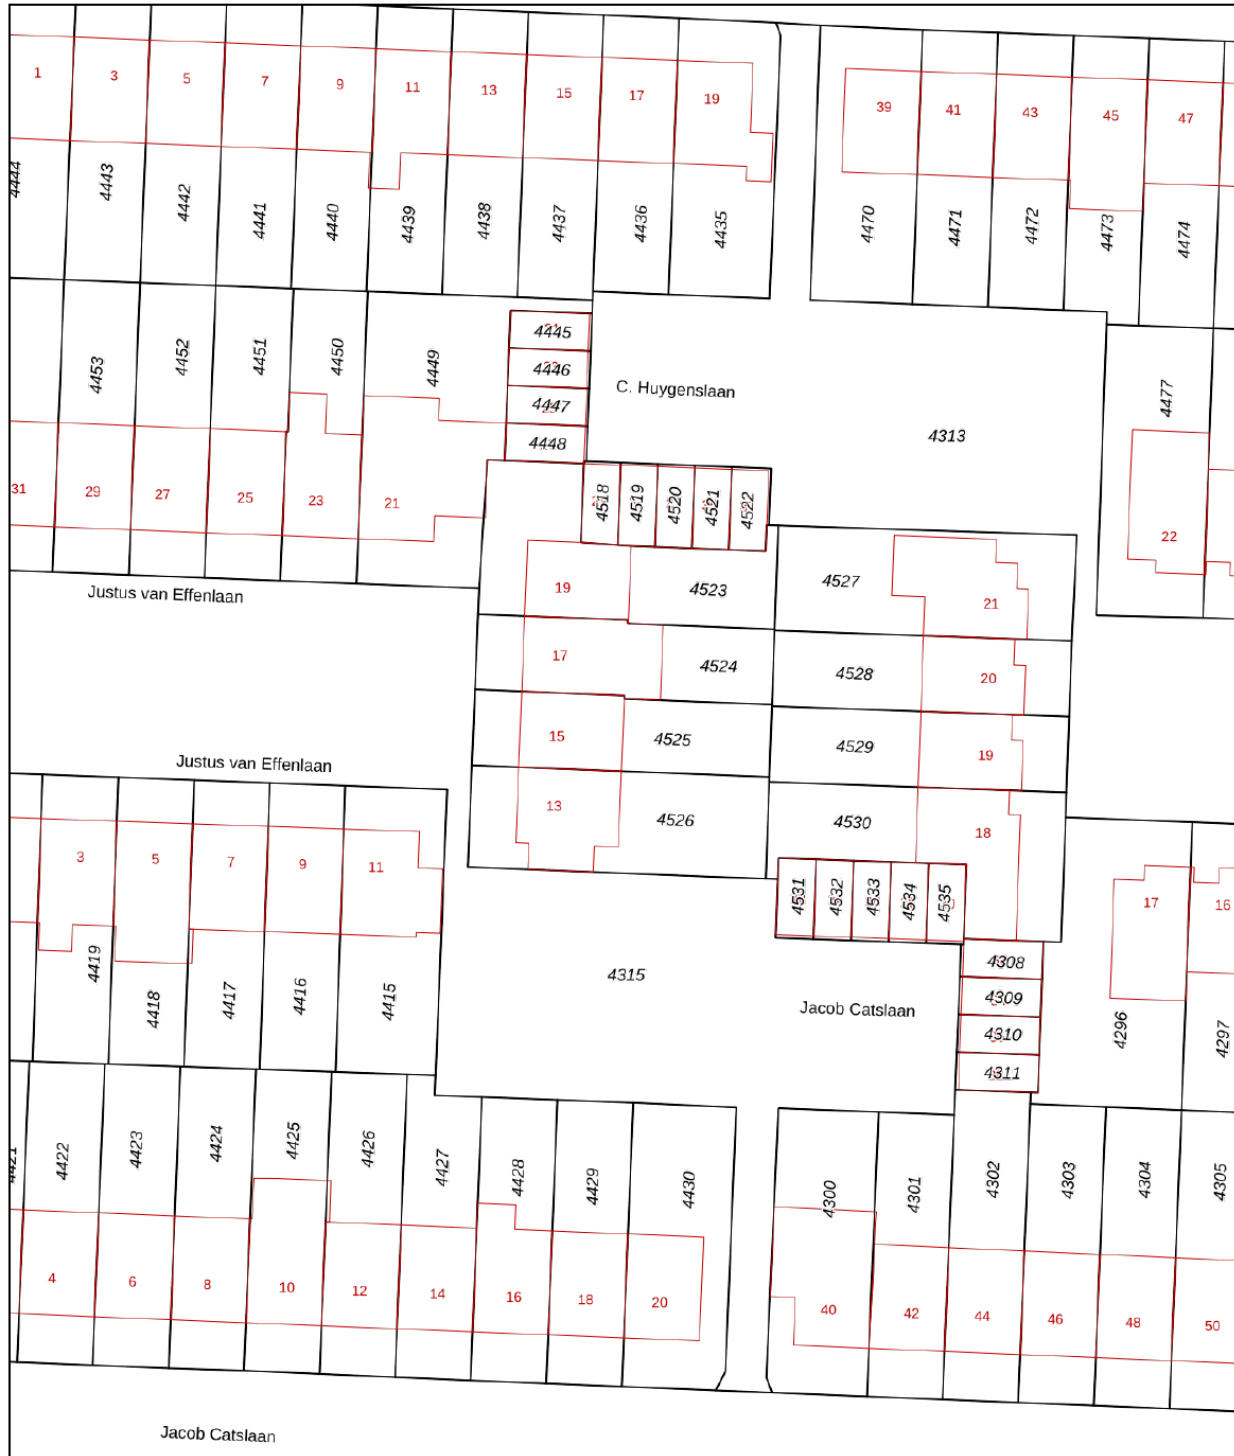 1 3 5 7 9 11 13 15 17 19 39 41 43 45 47
4444 4443 4442 4441 4440 4439 4438 4437 4436 4435 4470 4471 4472 4473 4474
4453 4452 4451 4450 4449
4445
4446
4447
4448
C. Huygenslaan
4313
4477
31 29 27 25 23 21
4518 4519 4520 4521 4522
22
Justus van Effenlaan
19 4523 4527 21
17 4524 4528 20
15 4525 4529 19
13 4526 4530 18
Justus van Effenlaan
3 5 7 9 11
4531 4532 4533 4534 4535
17 16
4419 4418 4417 4416 4415
4315
Jacob Catslaan
4308
4309
4310
4311
4296 4297
4421 4422 4423 4424 4425 4426 4427 4428 4429 4430 4300 4301 4302 4303 4304 4305
4 6 8 10 12 14 16 18 20 40 42 44 46 48 50
Jacob Catslaan